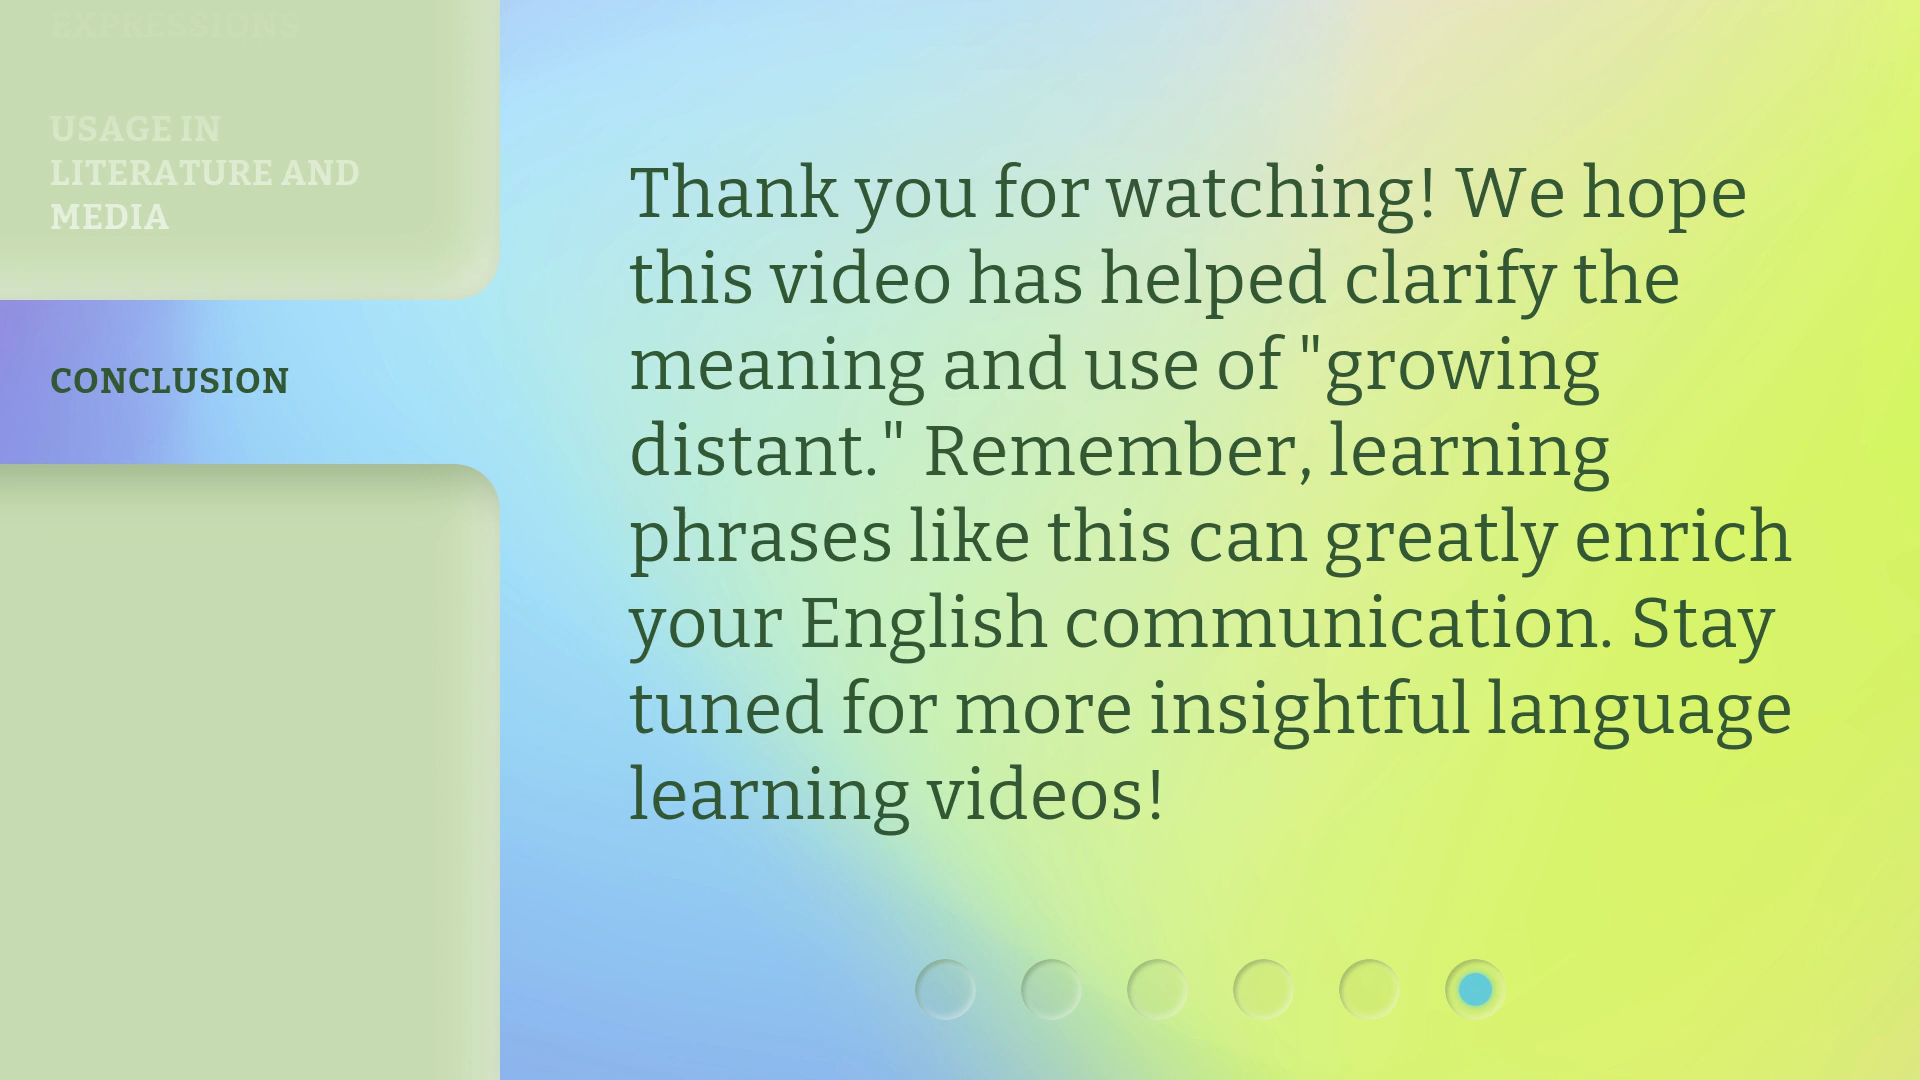 EXPRESSIONS
USAGE IN
LITERATURE AND
MEDIA
CONCLUSION
Thank you for watching! We hope
this video has helped clarify the
meaning and use of "growing
distant." Remember, learning
phrases like this can greatly enrich
your English communication. Stay
tuned for more insightful language
learning videos!